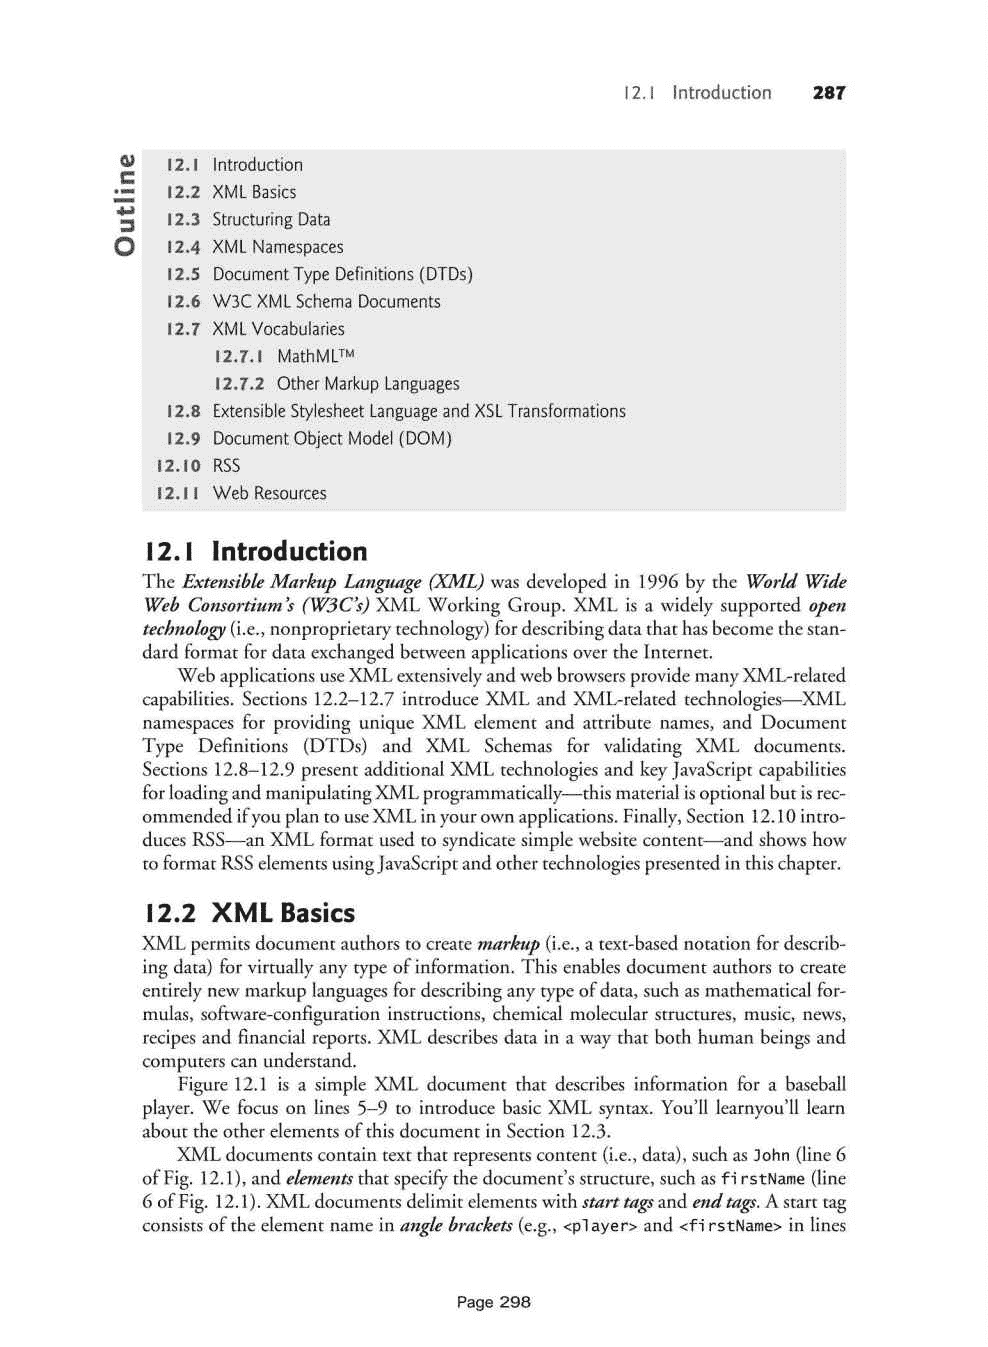 12.1 Introduction 287
Outline
12.1 Introduction
12.2 XML Basics
12.3 Structuring Data
12.4 XML Namespaces
12.5 Document Type Definitions (DTDs)
12.6 W3C XML Schema Documents
12.7 XML Vocabularies
12.7.1 MathML™
12.7.2 Other Markup Languages
12.8 Extensible Stylesheet Language and XSL Transformations
12.9 Document Object Model (DOM)
12.10 RSS
12.11 Web Resources
12.1 Introduction
The Extensible Markup Language (XML) was developed in 1996 by the World Wide
Web Consortium's (W3C's) XML Working Group. XML is a widely supported open
technology (i.e., nonproprietary technology) for describing data that has become the stan-
dard format for data exchanged between applications over the Internet.
Web applications use XML extensively and web browsers provide many XML-related
capabilities. Sections 12.2–12.7 introduce XML and XML-related technologies—XML
namespaces for providing unique XML element and attribute names, and Document
Type Definitions (DTDs) and XML Schemas for validating XML documents.
Sections 12.8–12.9 present additional XML technologies and key JavaScript capabilities
for loading and manipulating XML programmatically—this material is optional but is rec-
ommended if you plan to use XML in your own applications. Finally, Section 12.10 intro-
duces RSS—an XML format used to syndicate simple website content—and shows how
to format RSS elements using JavaScript and other technologies presented in this chapter.
12.2 XML Basics
XML permits document authors to create markup (i.e., a text-based notation for describ-
ing data) for virtually any type of information. This enables document authors to create
entirely new markup languages for describing any type of data, such as mathematical for-
mulas, software-configuration instructions, chemical molecular structures, music, news,
recipes and financial reports. XML describes data in a way that both human beings and
computers can understand.
Figure 12.1 is a simple XML document that describes information for a baseball
player. We focus on lines 5–9 to introduce basic XML syntax. You'll learnyou'll learn
about the other elements of this document in Section 12.3.
XML documents contain text that represents content (i.e., data), such as John (line 6
of Fig. 12.1), and elements that specify the document's structure, such as firstName (line
6 of Fig. 12.1). XML documents delimit elements with start tags and end tags. A start tag
consists of the element name in angle brackets (e.g., <player> and <firstName> in lines
Page 298